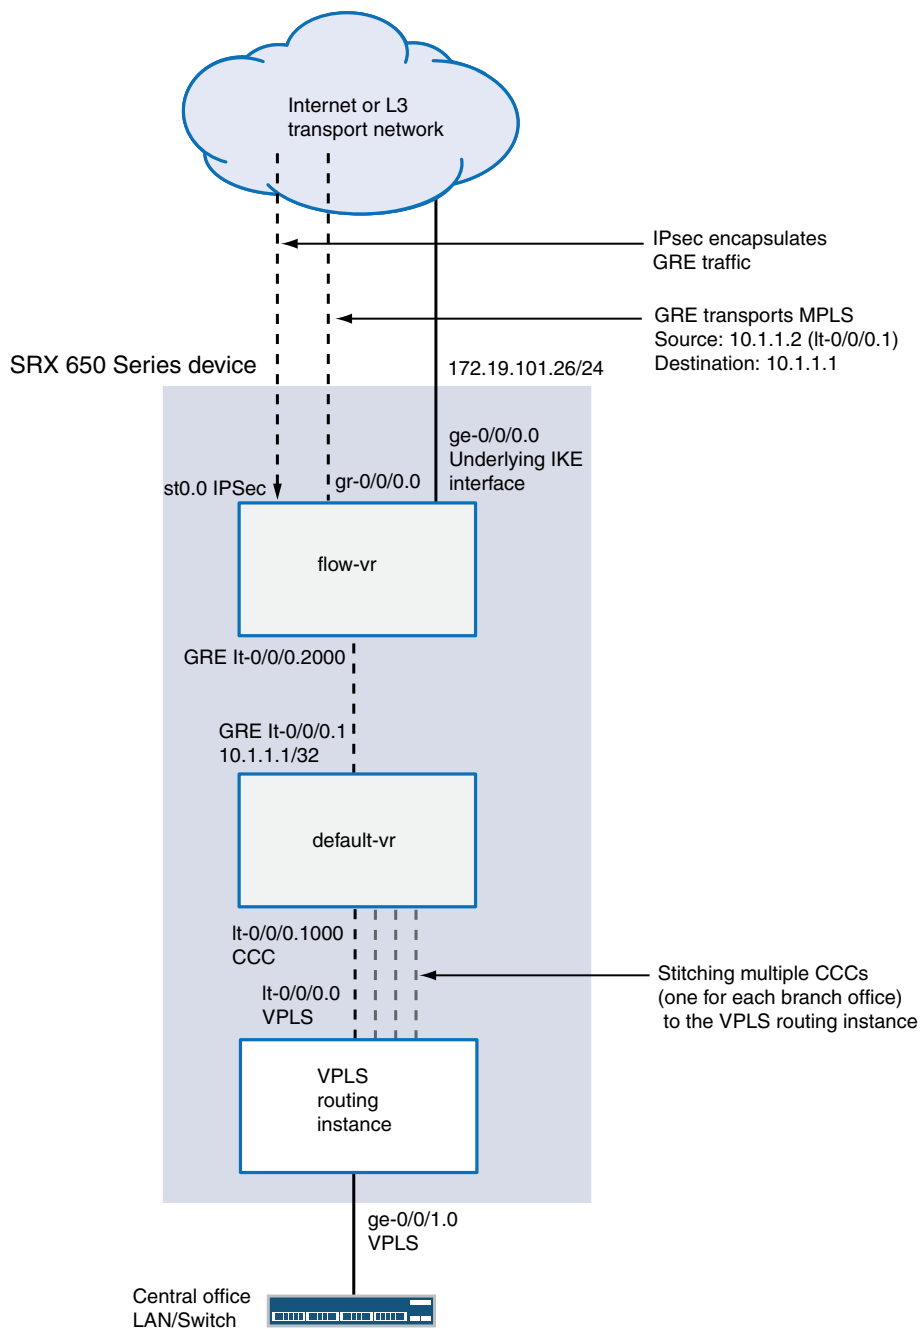 Internet or L3
transport network
IPsec encapsulates
GRE traffic
GRE transports MPLS
Source: 10.1.1.2 (lt-0/0/0.1)
Destination: 10.1.1.1
SRX 650 Series device
172.19.101.26/24
ge-0/0/0.0
Underlying IKE
interface
st0.0 IPSec
gr-0/0/0.0
flow-vr
GRE lt-0/0/0.2000
GRE lt-0/0/0.1
10.1.1.1/32
default-vr
lt-0/0/0.1000
CCC
lt-0/0/0.0
VPLS
Stitching multiple CCCs
(one for each branch office)
to the VPLS routing instance
VPLS
routing
instance
ge-0/0/1.0
VPLS
Central office
LAN/Switch